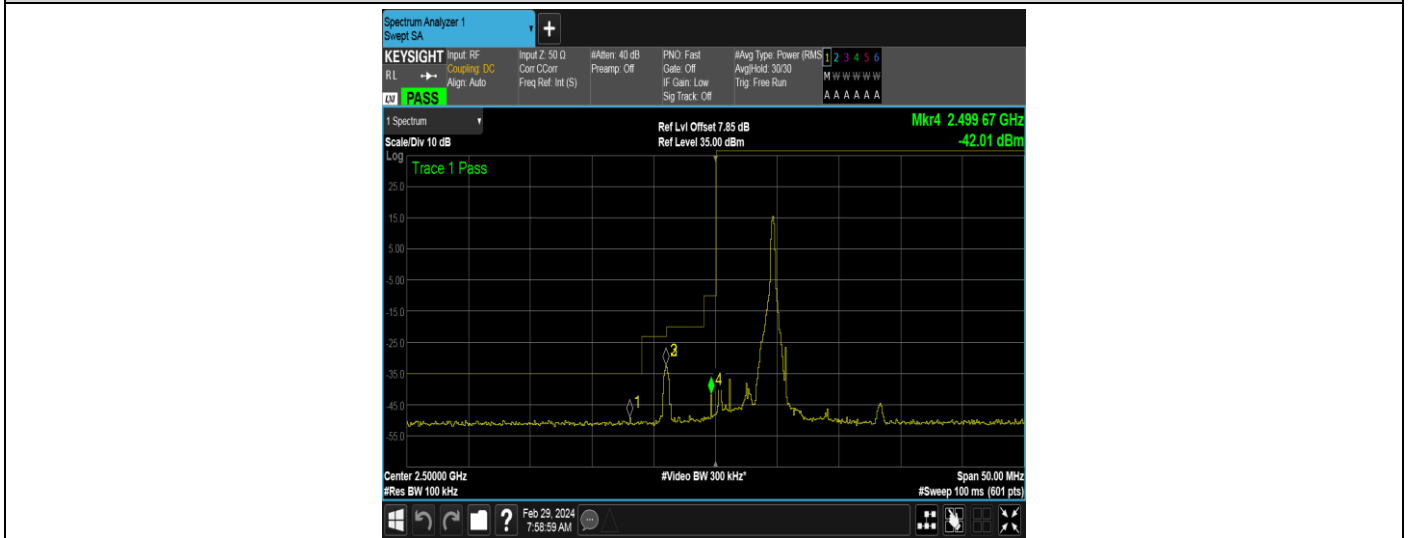 Spectrum Analyzer 1
Swept SA
+
KEYSIGHT Input: RF Input Z: 50 Ω #Atten: 40 dB PNO: Fast #Avg Type: Power (RMS 1 2 3 4 5 6
RL Coupling: DC Corr CCorr Preamp: Off Gate: Off Avg|Hold: 30/30 M W W W W W
Align: Auto Freq Ref: Int (S) IF Gain: Low Trig: Free Run
LXI PASS Sig Track: Off A A A A A A
1 Spectrum
Ref Lvl Offset 7.85 dB Mkr4 2.499 67 GHz
Scale/Div 10 dB Ref Level 35.00 dBm -42.01 dBm
Log
Trace 1 Pass
25.0
15.0
5.00
-5.00
-15.0
-25.0
-35.0
-45.0
-55.0
1
4
Center 2.50000 GHz #Video BW 300 kHz* Span 50.00 MHz
#Res BW 100 kHz #Sweep 100 ms (601 pts)
?
Feb 29, 2024
7:58:59 AM